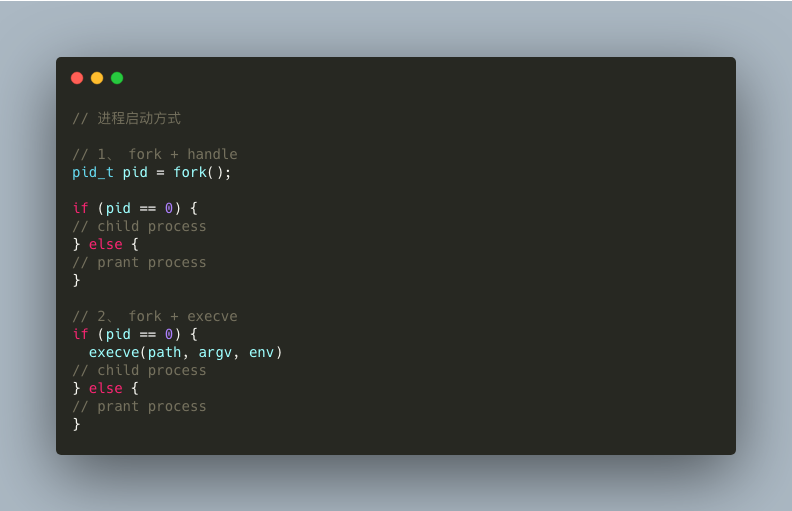 // 进程启动方式
// 1、 fork + handle
pid_t pid = fork();
if (pid == 0) {
// child process
} else {
// prant process
}
// 2、 fork + execve
if (pid == 0) {
  execve(path, argv, env)
// child process
} else {
// prant process
}